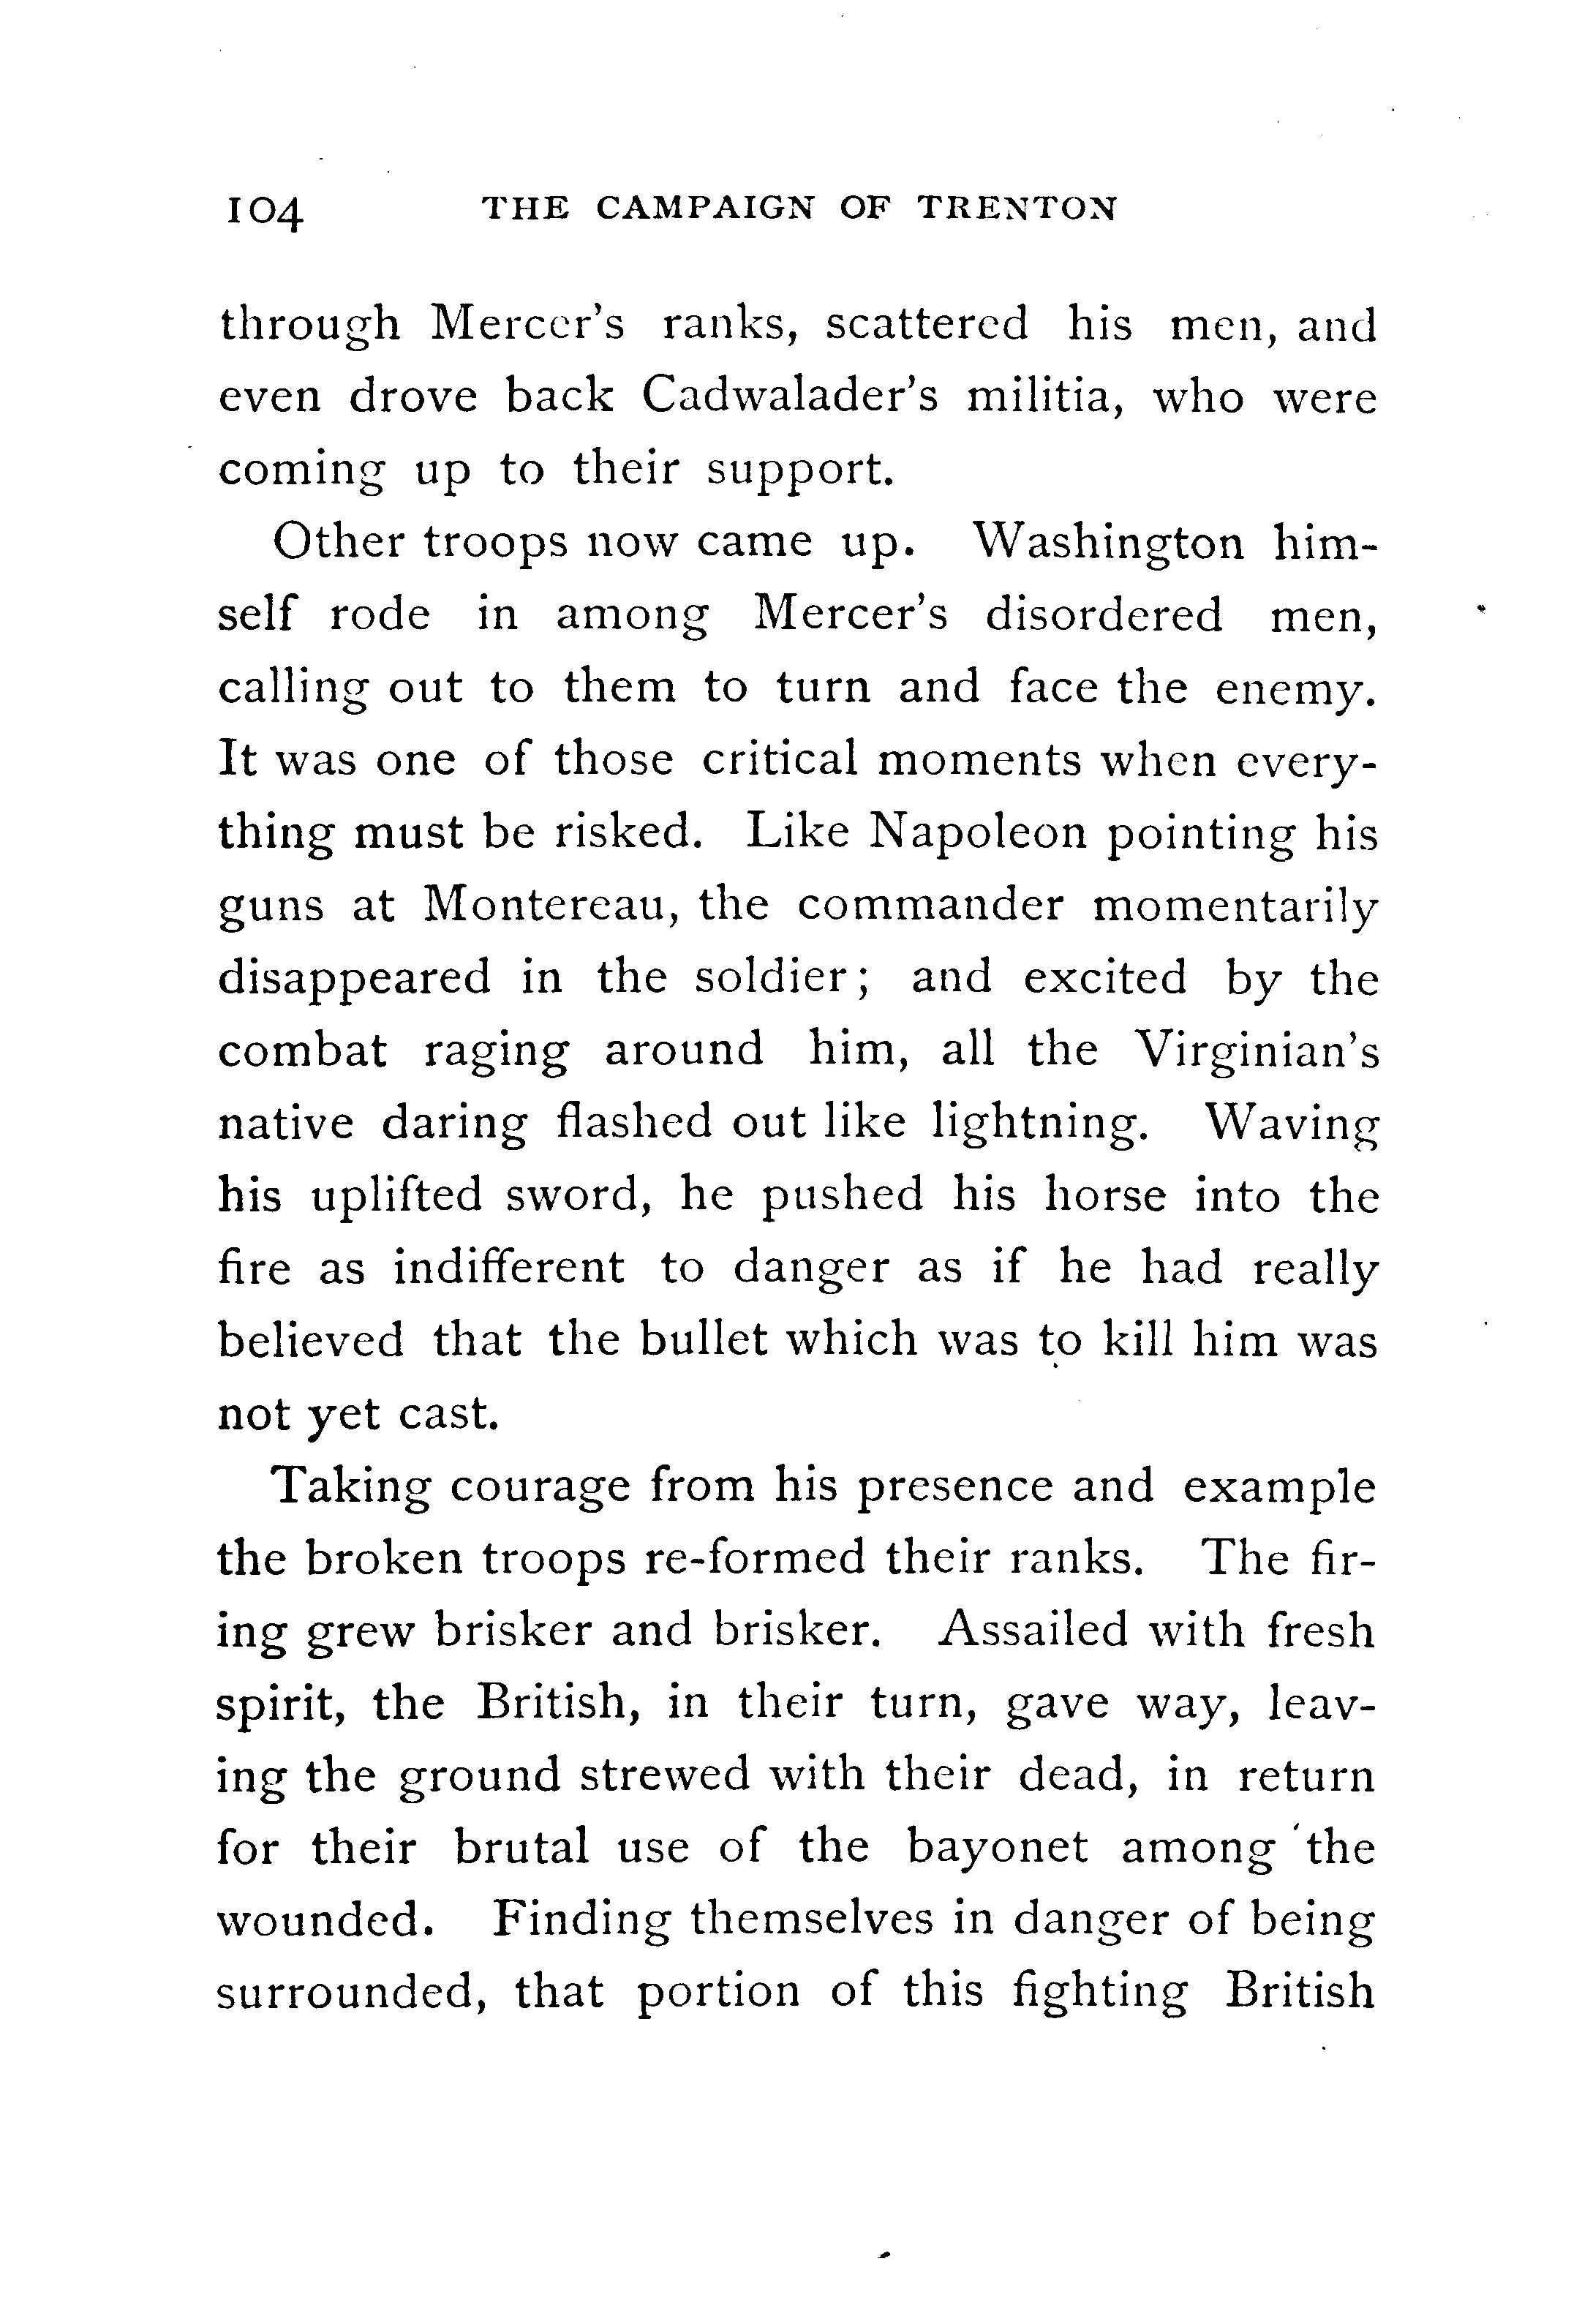 104 THE CAMPAIGN OF TRENTON
through Mercer's ranks, scattered his men, and
even drove back Cadwalader's militia, who were
coming up to their support.
Other troops now came up. Washington him-
self rode in among Mercer's disordered men,
calling out to them to turn and face the enemy.
It was one of those critical moments when every-
thing must be risked. Like Napoleon pointing his
guns at Montereau, the commander momentarily
disappeared in the soldier; and excited by the
combat raging around him, all the Virginian's
native daring flashed out like lightning. Waving
his uplifted sword, he pushed his horse into the
fire as indifferent to danger as if he had really
believed that the bullet which was to kill him was
not yet cast.
Taking courage from his presence and example
the broken troops re-formed their ranks. The fir-
ing grew brisker and brisker. Assailed with fresh
spirit, the British, in their turn, gave way, leav-
ing the ground strewed with their dead, in return
for their brutal use of the bayonet among the
wounded. Finding themselves in danger of being
surrounded, that portion of this fighting British